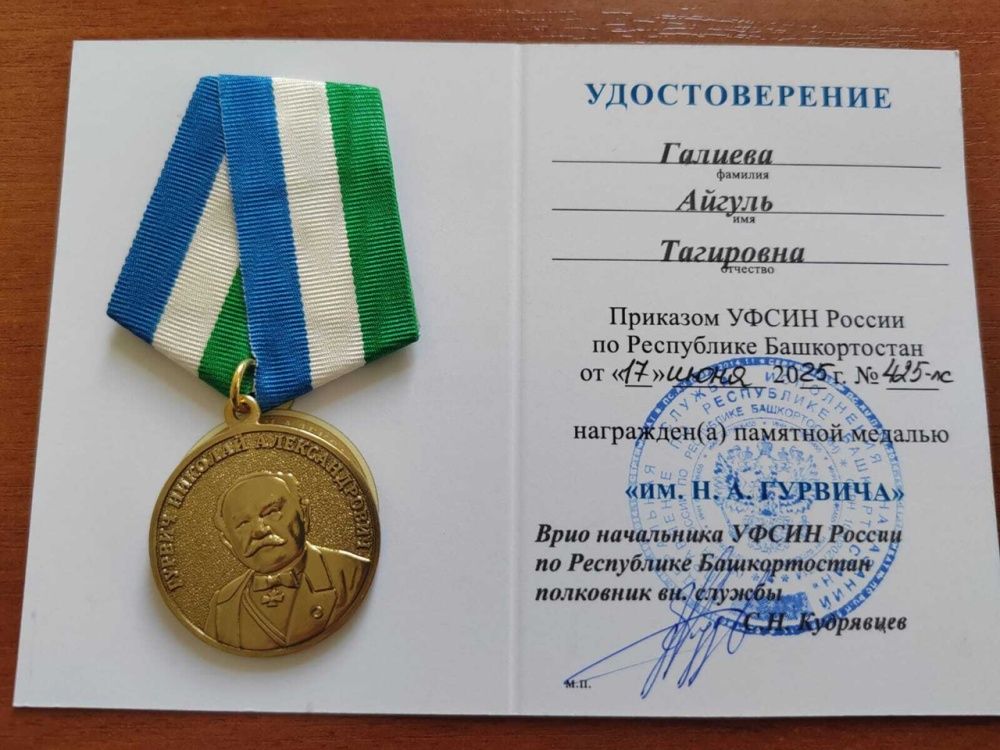 ГУРВИЧ НИКОЛАЙ АЛЕКСАНДРОВИЧ
УДОСТОВЕРЕНИЕ
Галиева
фамилия
Айгуль
имя
Тагировна
отчество
Приказом УФСИН России
по Республике Башкортостан
от «17» июня 2025 г. № 425-лс
награжден(а) памятной медалью
«им. Н. А. ГУРВИЧА»
Врио начальника УФСИН России
по Республике Башкортостан
полковник вн. службы
С.Н. Кудрявцев
м.п.